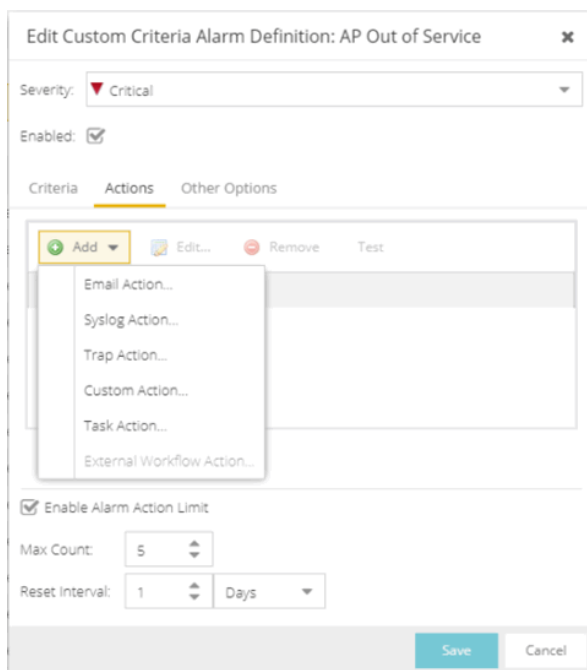 Edit Custom Criteria Alarm Definition: AP Out of Service
Severity: Critical
Enabled:
Criteria Actions Other Options
Add Edit... Remove Test
Email Action...
Syslog Action...
Trap Action...
Custom Action...
Task Action...
External Workflow Action...
Enable Alarm Action Limit
Max Count: 5
Reset Interval: 1 Days
Save Cancel